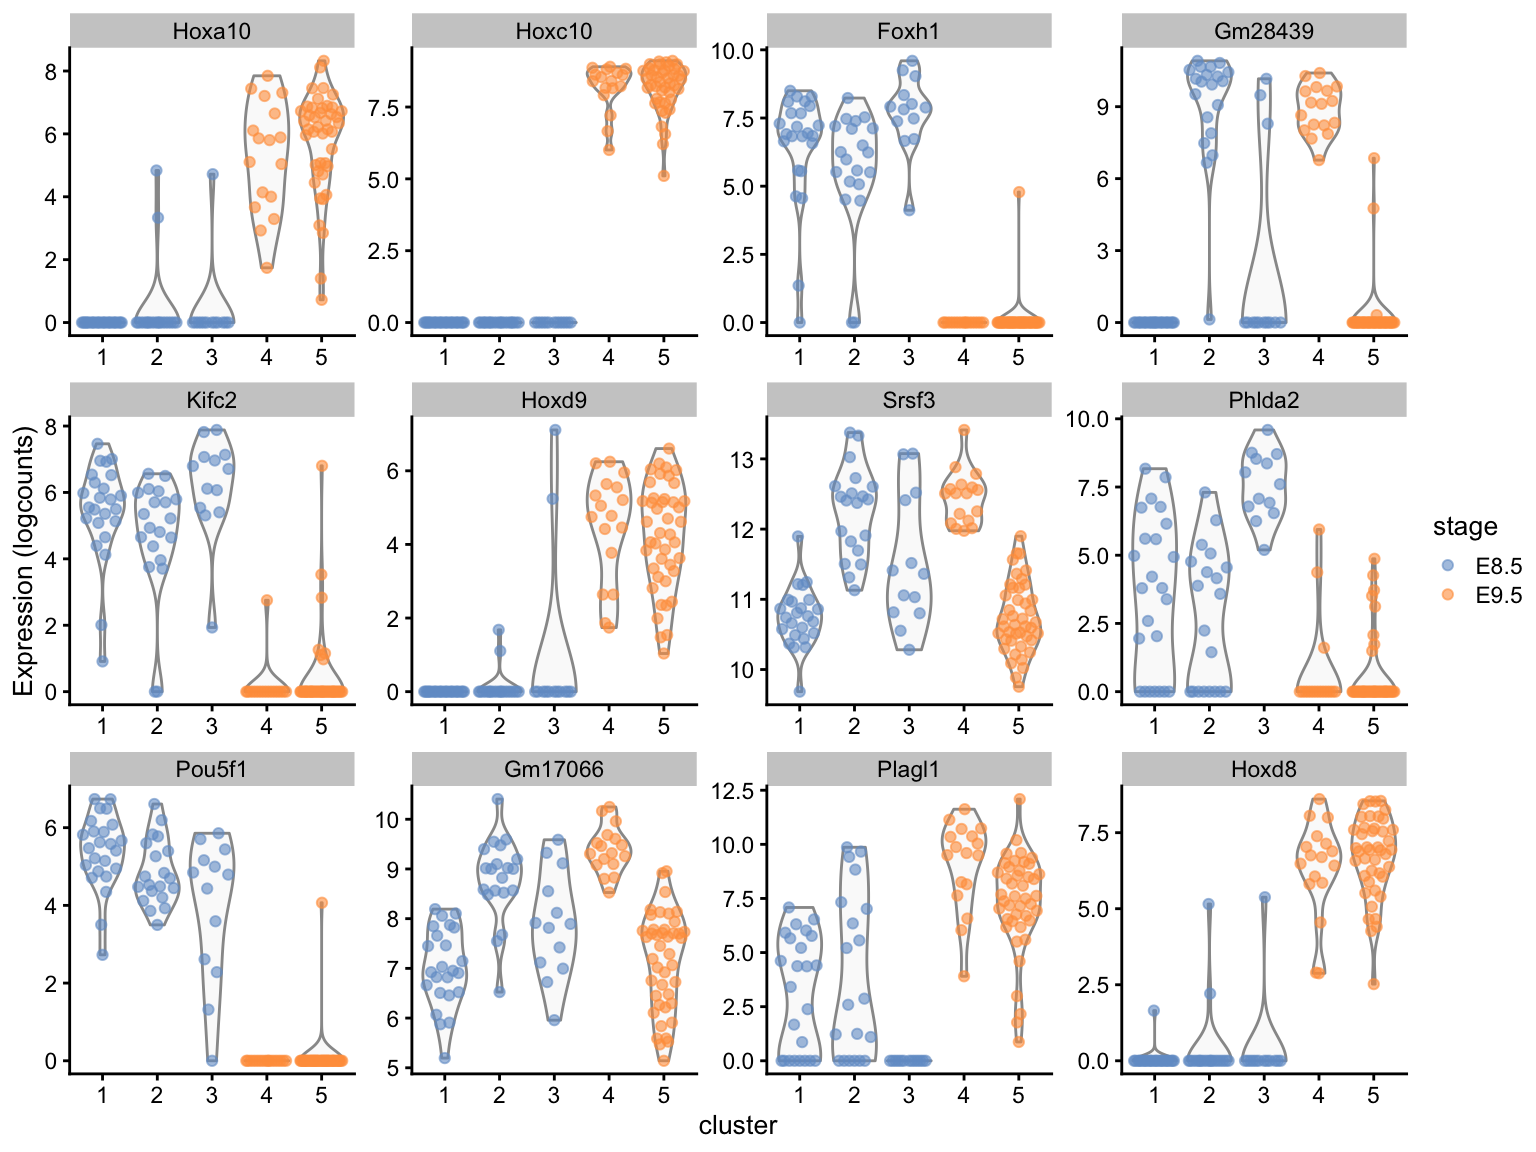 Hoxa10 Hoxc10 Foxh1 Gm28439
8 6 4 2 0
7.5 5.0 2.5 0.0
10.0 7.5 5.0 2.5 0.0
9 6 3 0
1 2 3 4 5 1 2 3 4 5 1 2 3 4 5 1 2 3 4 5
Kifc2 Hoxd9 Srsf3 Phlda2
8 6 4 2 0
6 4 2 0
13 12 11 10
10.0 7.5 5.0 2.5 0.0
1 2 3 4 5 1 2 3 4 5 1 2 3 4 5 1 2 3 4 5
Pou5f1 Gm17066 Plagl1 Hoxd8
6 4 2 0
10 9 8 7 6 5
12.5 10.0 7.5 5.0 2.5 0.0
7.5 5.0 2.5 0.0
1 2 3 4 5 1 2 3 4 5 1 2 3 4 5 1 2 3 4 5
Expression (logcounts)
cluster
stage
E8.5
E9.5